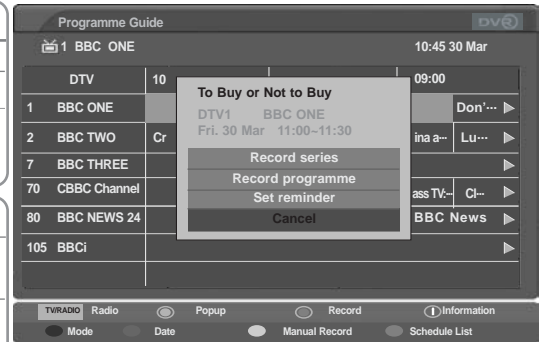 Programme Guide DVR
1 BBC ONE 10:45 30 Mar
DTV 10 09:00
To Buy or Not to Buy
DTV1 BBC ONE
Fri. 30 Mar 11:00~11:30
Record series
Record programme
Set reminder
Cancel
1 BBC ONE Don'···
2 BBC TWO Cr ina a··· Lu···
7 BBC THREE
70 CBBC Channel ass TV:··· Cl···
80 BBC NEWS 24 BBC News
105 BBCi
TV/RADIO Radio Popup Record Information
Mode Date Manual Record Schedule List